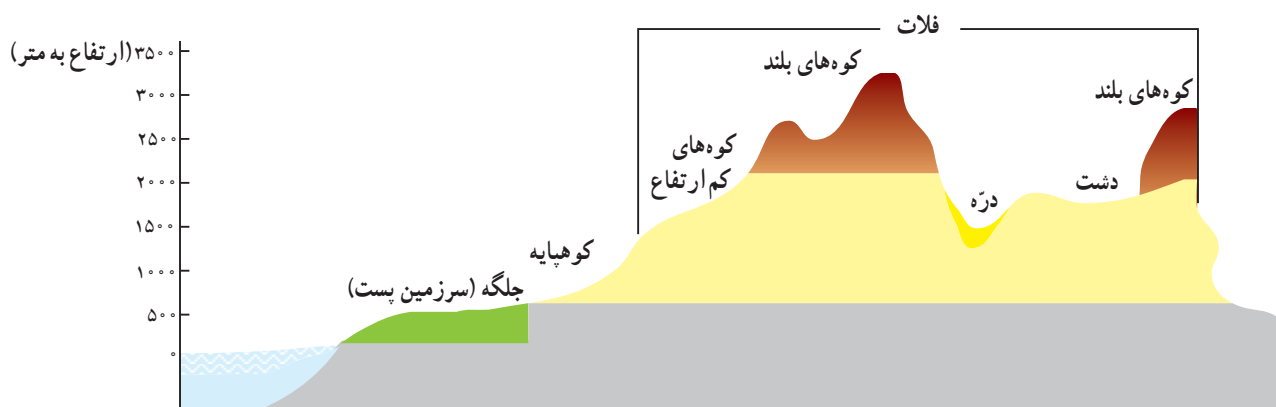 فلات
۳۵۰۰ (ارتفاع به متر)
۳۰۰۰
۲۵۰۰
۲۰۰۰
۱۵۰۰
۱۰۰۰
۵۰۰
۰
کوه‌های بلند
کوه‌های بلند
کوه‌های
کم ارتفاع
دشت
درّه
کوهپایه
جلگه (سرزمین پست)